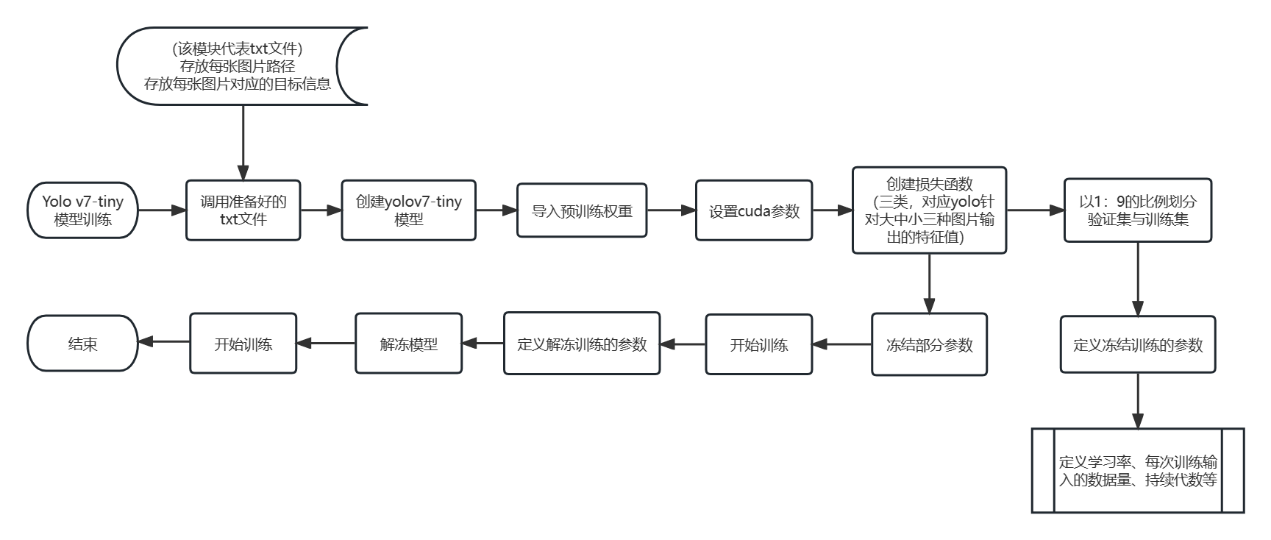 （该模块代表txt文件）
存放每张图片路径
存放每张图片对应的目标信息
Yolo v7-tiny
模型训练
调用准备好的
txt文件
创建yolov7-tiny
模型
导入预训练权重
设置cuda参数
创建损失函数
（三类，对应yolo针
对大中小三种图片输
出的特征值）
以1：9的比例划分
验证集与训练集
结束
开始训练
解冻模型
定义解冻训练的参数
开始训练
冻结部分参数
定义冻结训练的参数
定义学习率、每次训练输
入的数据量、持续代数等